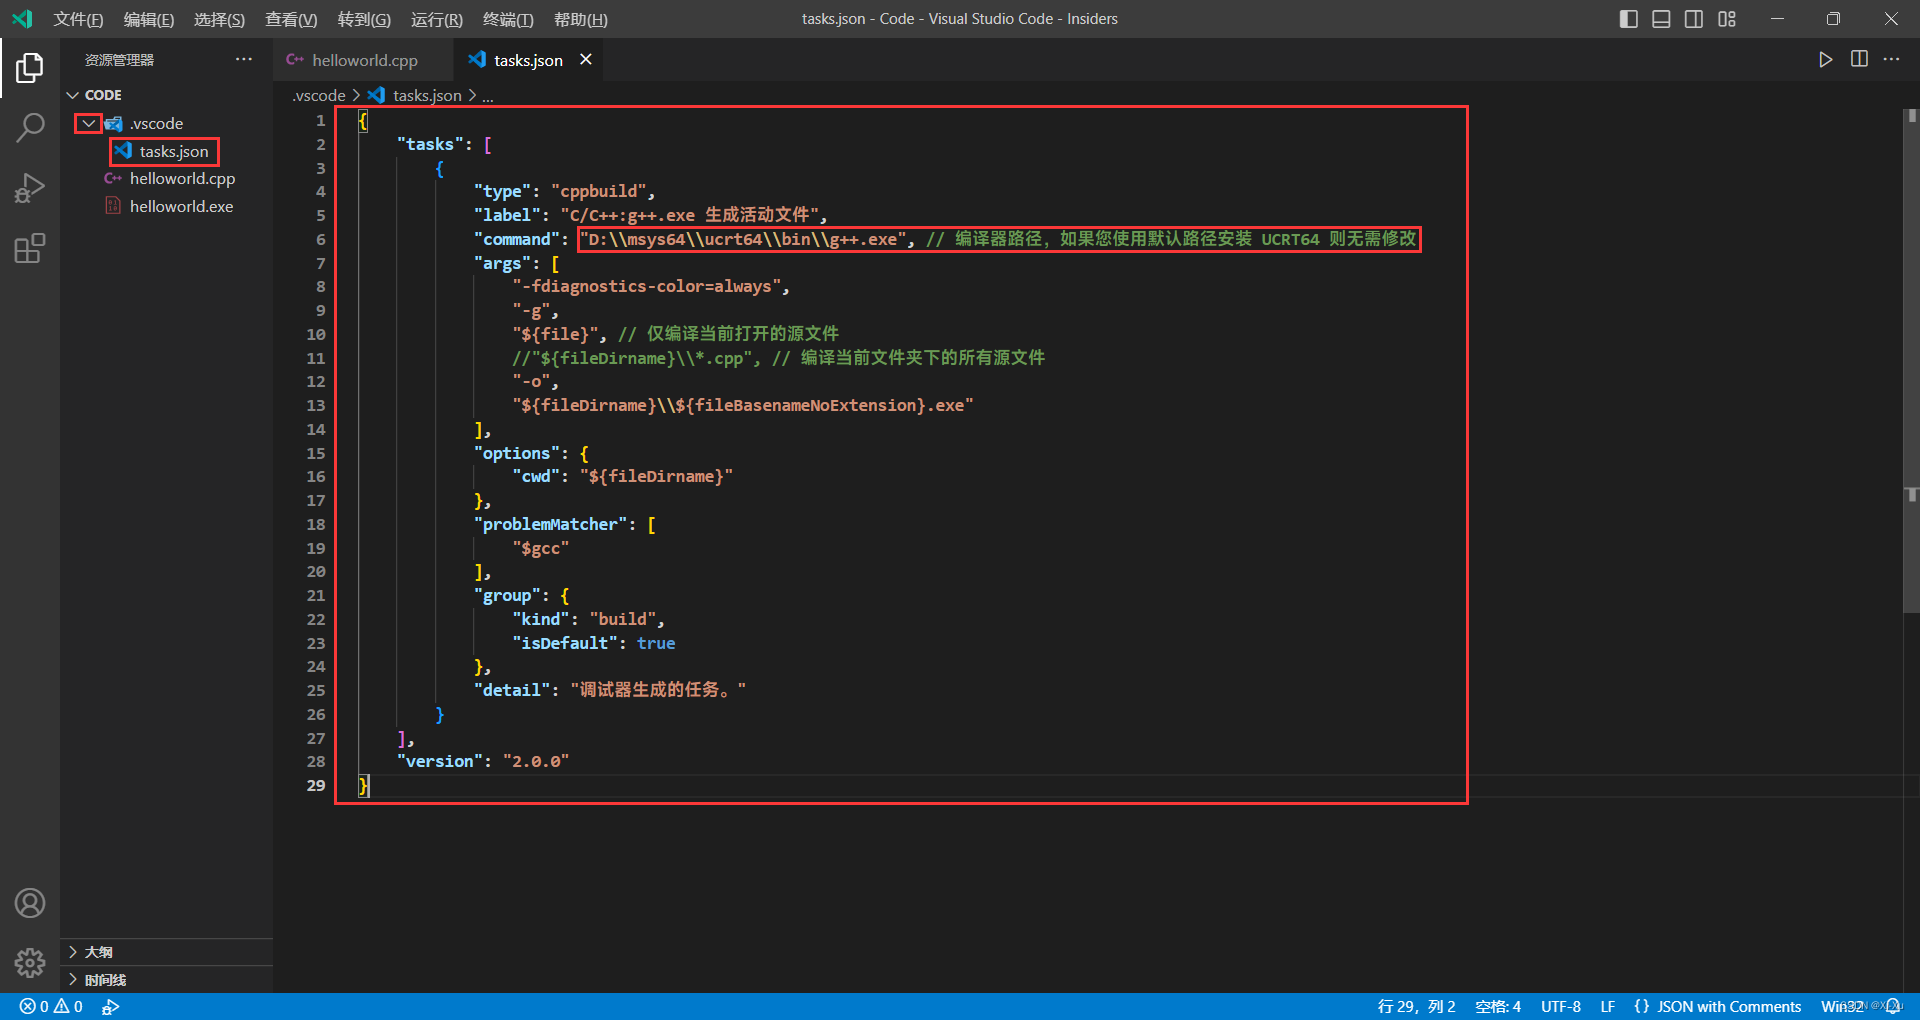 文件(F) 编辑(E) 选择(S) 查看(V) 转到(G) 运行(R) 终端(T) 帮助(H) tasks.json - Code - Visual Studio Code - Insiders
资源管理器 ··· helloworld.cpp tasks.json
CODE
.vscode
tasks.json
helloworld.cpp
helloworld.exe
.vscode > tasks.json > ...
1 {
2 "tasks": [
3 {
4 "type": "cppbuild",
5 "label": "C/C++:g++.exe 生成活动文件",
6 "command": "D:\\msys64\\ucrt64\\bin\\g++.exe", // 编译器路径，如果您使用默认路径安装 UCRT64 则无需修改
7 "args": [
8 "-fdiagnostics-color=always",
9 "-g",
10 "${file}", // 仅编译当前打开的源文件
11 //"${fileDirname}\\*.cpp", // 编译当前文件夹下的所有源文件
12 "-o",
13 "${fileDirname}\\${fileBasenameNoExtension}.exe"
14 ],
15 "options": {
16 "cwd": "${fileDirname}"
17 },
18 "problemMatcher": [
19 "$gcc"
20 ],
21 "group": {
22 "kind": "build",
23 "isDefault": true
24 },
25 "detail": "调试器生成的任务。"
26 }
27 ],
28 "version": "2.0.0"
29 }
大纲
时间线
0 0 行 29，列 2 空格: 4 UTF-8 LF {} JSON with Comments Win32